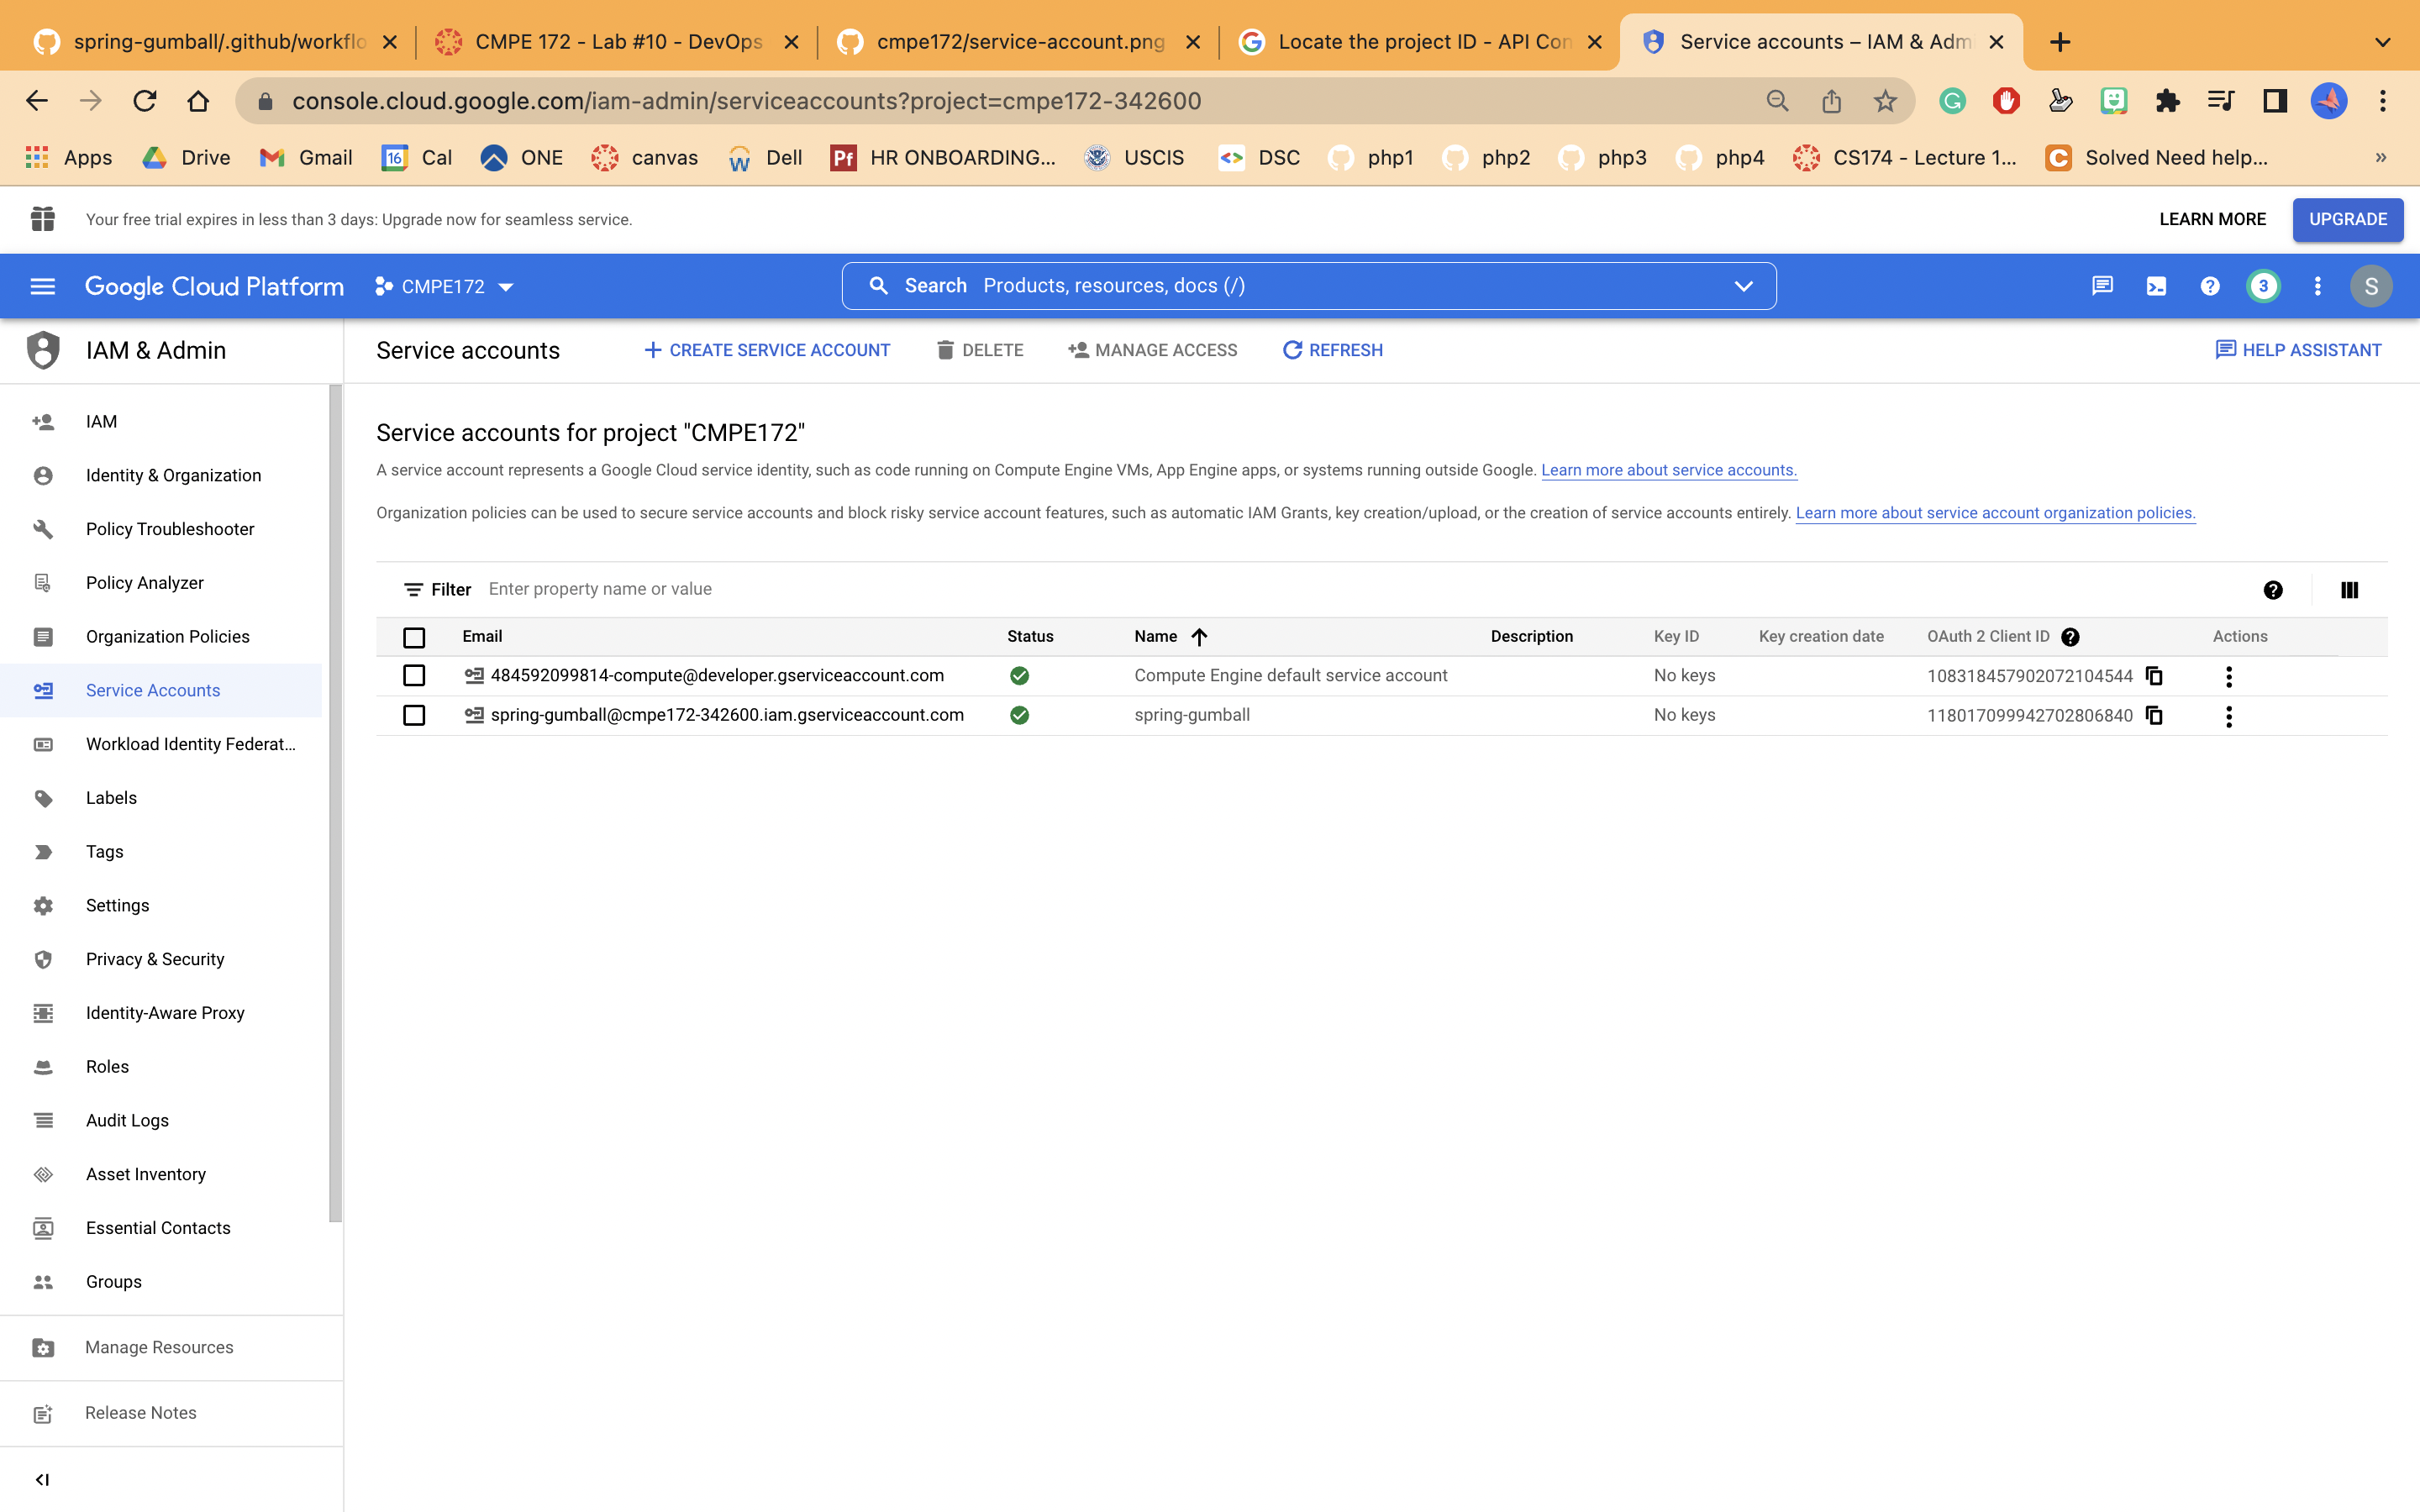 spring-gumball/.github/workflo
CMPE 172 - Lab #10 - DevOps
cmpe172/service-account.png
Locate the project ID - API Con
Service accounts – IAM & Adm
console.cloud.google.com/iam-admin/serviceaccounts?project=cmpe172-342600
Apps
Drive
Gmail
16
Cal
ONE
canvas
Dell
Pf
HR ONBOARDING...
USCIS
DSC
php1
php2
php3
php4
CS174 - Lecture 1...
C
Solved Need help...
»
Your free trial expires in less than 3 days: Upgrade now for seamless service.
LEARN MORE
UPGRADE
Google Cloud Platform
CMPE172
Search Products, resources, docs (/)
3
S
IAM & Admin
Service accounts
CREATE SERVICE ACCOUNT
DELETE
MANAGE ACCESS
REFRESH
HELP ASSISTANT
IAM
Identity & Organization
Policy Troubleshooter
Policy Analyzer
Organization Policies
Service Accounts
Workload Identity Federat...
Labels
Tags
Settings
Privacy & Security
Identity-Aware Proxy
Roles
Audit Logs
Asset Inventory
Essential Contacts
Groups
Manage Resources
Release Notes
Service accounts for project "CMPE172"
A service account represents a Google Cloud service identity, such as code running on Compute Engine VMs, App Engine apps, or systems running outside Google. Learn more about service accounts.
Organization policies can be used to secure service accounts and block risky service account features, such as automatic IAM Grants, key creation/upload, or the creation of service accounts entirely. Learn more about service account organization policies.
Filter Enter property name or value
Email Status Name Description Key ID Key creation date OAuth 2 Client ID Actions
484592099814-compute@developer.gserviceaccount.com Compute Engine default service account No keys 108318457902072104544
spring-gumball@cmpe172-342600.iam.gserviceaccount.com spring-gumball No keys 118017099942702806840